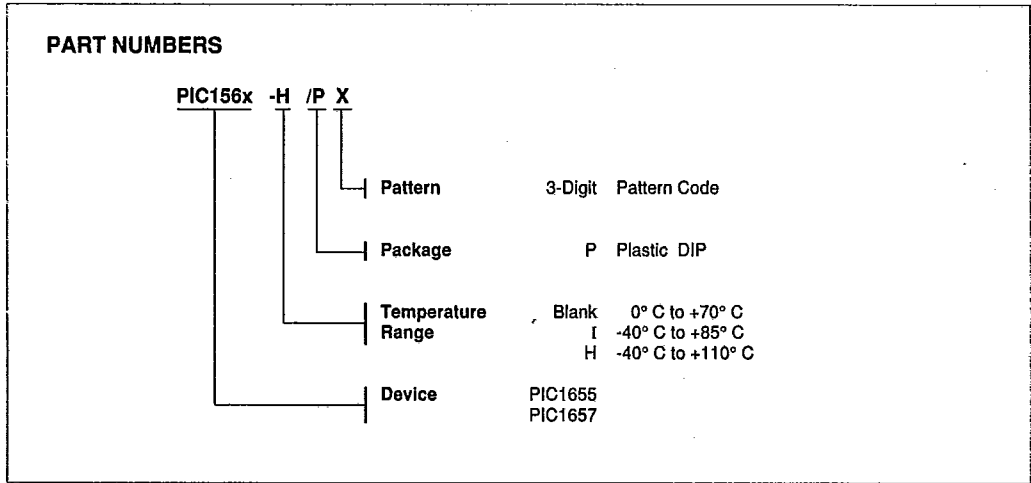 PART NUMBERS
PIC156x -H /P X
Pattern 3-Digit Pattern Code
Package P Plastic DIP
Temperature Blank 0° C to +70° C
Range I -40° C to +85° C
H -40° C to +110° C
Device PIC1655
PIC1657